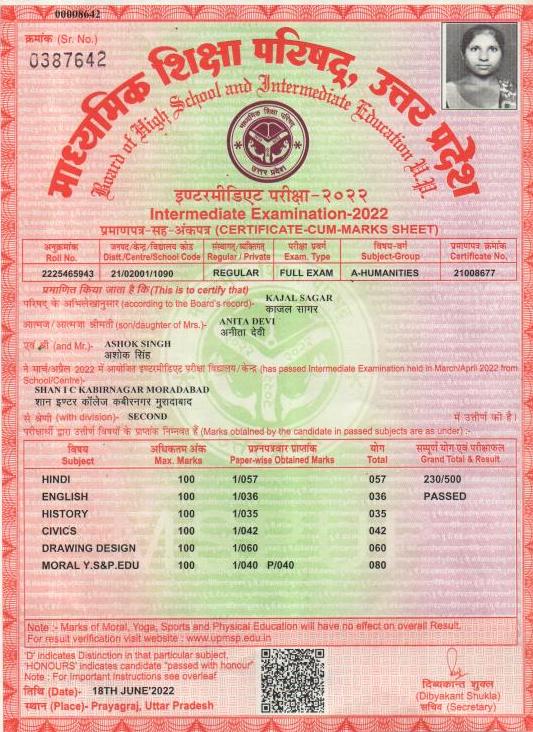 00008642
क्रमांक (Sr. No.)
0387642
माध्यमिक शिक्षा परिषद्, उत्तर प्रदेश
Board of High School and Intermediate Education U.P.
माध्यमिक शिक्षा परिषद
उत्तर प्रदेश
इण्टरमीडिएट परीक्षा-२०२२
Intermediate Examination-2022
प्रमाणपत्र-सह-अंकपत्र (CERTIFICATE-CUM-MARKS SHEET)
अनुक्रमांक जनपद/केन्द्र/विद्यालय कोड संस्थागत/व्यक्तिगत परीक्षा प्रवर्ग विषय-वर्ग प्रमाणपत्र क्रमांक
Roll No. Distt./Centre/School Code Regular / Private Exam. Type Subject-Group Certificate No.
2225465943 21/02001/1090 REGULAR FULL EXAM A-HUMANITIES 21008677
प्रमाणित किया जाता है कि (This is to certify that)
परिषद् के अभिलेखानुसार (according to the Board's record)- KAJAL SAGAR
काजल सागर
आत्मज/आत्मजा श्रीमती (son/daughter of Mrs.)- ANITA DEVI
अनीता देवी
एवं श्री (and Mr.)- ASHOK SINGH
अशोक सिंह
ने मार्च/अप्रैल 2022 में आयोजित इण्टरमीडिएट परीक्षा विद्यालय/केन्द्र (has passed Intermediate Examination held in March/April 2022 from
School/Centre)-
SHAN I C KABIRNAGAR MORADABAD
शान इण्टर कॉलेज कबीरनगर मुरादाबाद
से श्रेणी (with division)- SECOND में उत्तीर्ण की है।
परीक्षार्थी द्वारा उत्तीर्ण विषयों के प्राप्तांक निम्नवत हैं (Marks obtained by the candidate in passed subjects are as under) :-
विषय अधिकतम अंक प्रश्नपत्रवार प्राप्तांक योग सम्पूर्ण योग एवं परीक्षाफल
Subject Max. Marks Paper-wise Obtained Marks Total Grand Total & Result
HINDI 100 1/057 057 230/500
ENGLISH 100 1/036 036 PASSED
HISTORY 100 1/035 035
CIVICS 100 1/042 042
DRAWING DESIGN 100 1/060 060
MORAL Y.S&P.EDU 100 1/040 P/040 080
Note :- Marks of Moral, Yoga, Sports and Physical Education will have no effect on overall Result.
For result verification visit website : www.upmsp.edu.in
'D' indicates Distinction in that particular subject,
'HONOURS' indicates candidate "passed with honour"
Note : For Important Instructions see overleaf
तिथि (Date)- 18TH JUNE'2022
स्थान (Place)- Prayagraj, Uttar Pradesh
दिव्यकान्त शुक्ल
(Dibyakant Shukla)
सचिव (Secretary)